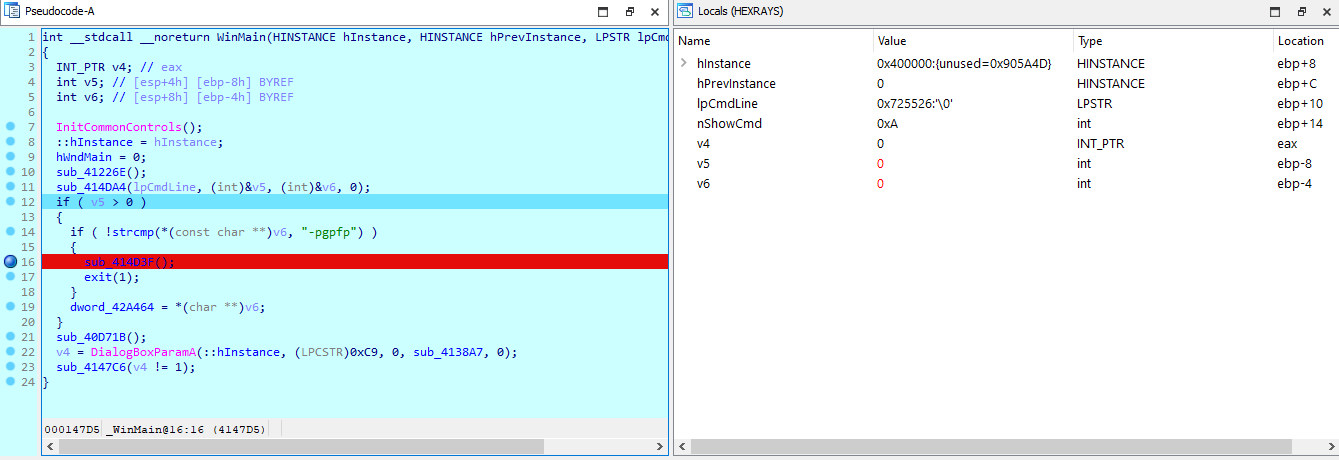 Pseudocode-A
1 int __stdcall __noreturn WinMain(HINSTANCE hInstance, HINSTANCE hPrevInstance, LPSTR lpCmd
2 {
3 INT_PTR v4; // eax
4 int v5; // [esp+4h] [ebp-8h] BYREF
5 int v6; // [esp+8h] [ebp-4h] BYREF
6
7 InitCommonControls();
8 ::hInstance = hInstance;
9 hWndMain = 0;
10 sub_41226E();
11 sub_414DA4(lpCmdLine, (int)&v5, (int)&v6, 0);
12 if ( v5 > 0 )
13 {
14 if ( !strcmp(*(const char **)v6, "-pgpfp") )
15 {
16 sub_414D3F();
17 exit(1);
18 }
19 dword_42A464 = *(char **)v6;
20 }
21 sub_40D71B();
22 v4 = DialogBoxParamA(::hInstance, (LPCSTR)0xC9, 0, sub_4138A7, 0);
23 sub_4147C6(v4 != 1);
24 }
000147D5 _WinMain@16:16 (4147D5)
Locals (HEXRAYS)
Name Value Type Location
hInstance 0x400000:{unused=0x905A4D} HINSTANCE ebp+8
hPrevInstance 0 HINSTANCE ebp+C
lpCmdLine 0x725526:'\0' LPSTR ebp+10
nShowCmd 0xA int ebp+14
v4 0 INT_PTR eax
v5 0 int ebp-8
v6 0 int ebp-4